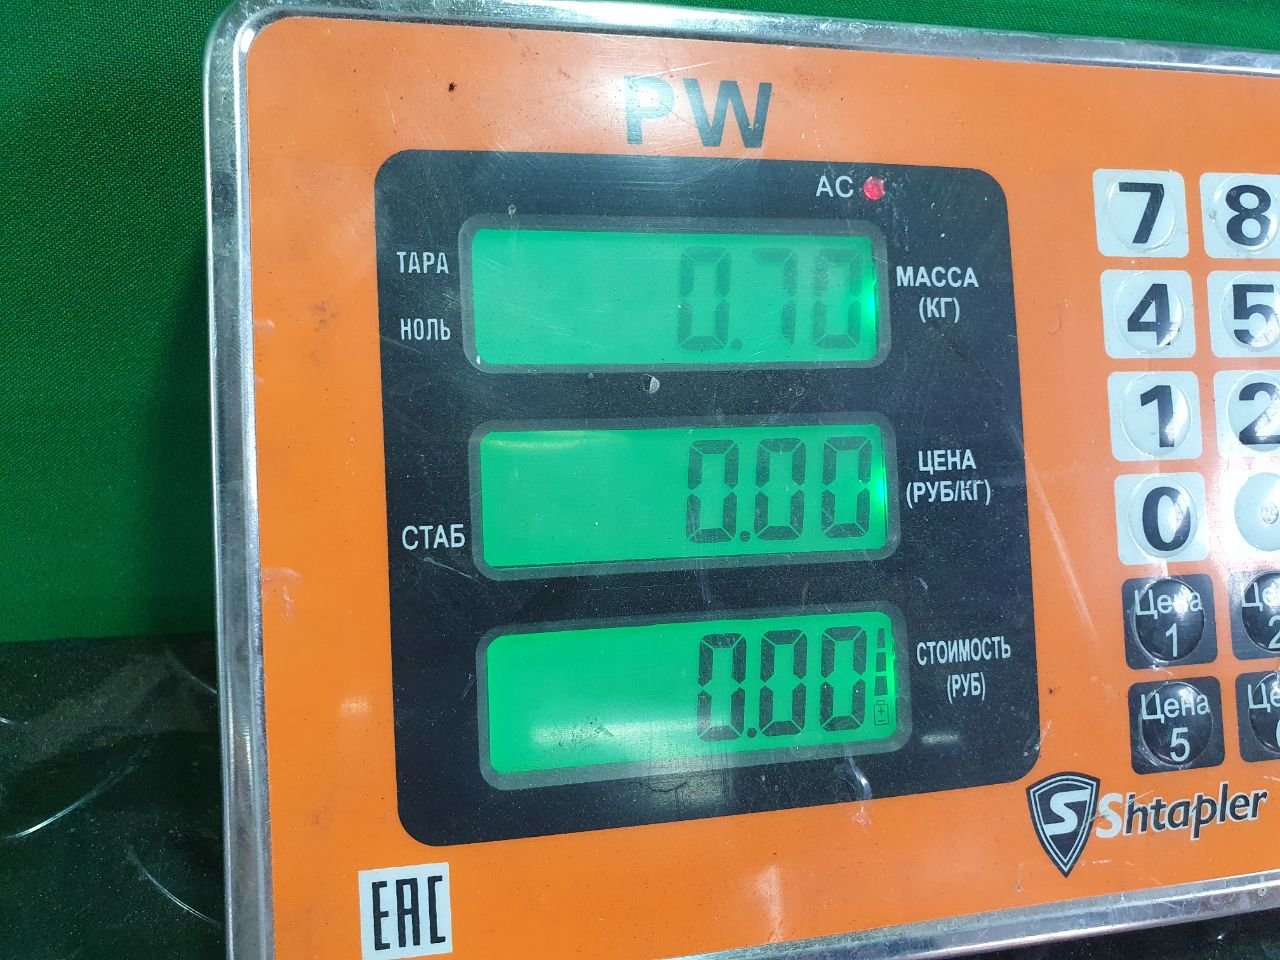 PW
AC
ТАРА
НОЛЬ
0.70
МАССА
(КГ)
СТАБ
0.00
ЦЕНА
(РУБ/КГ)
0.00
СТОИМОСТЬ
(РУБ)
7 8
4 5
1 2
0
Цена
1
Цена
5
Shtapler
EAC